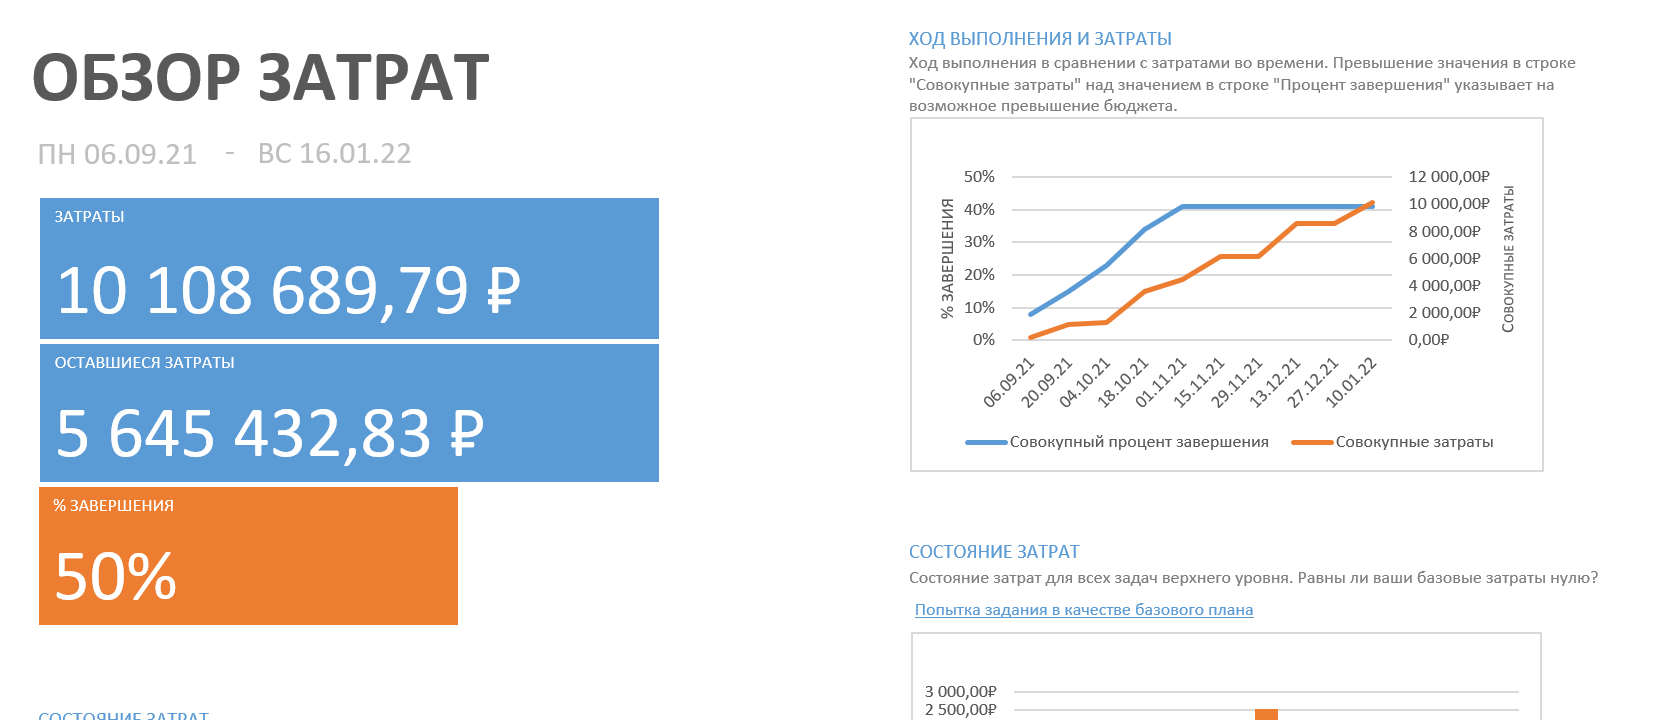 ОБЗОР ЗАТРАТ
ПН 06.09.21 - ВС 16.01.22
ЗАТРАТЫ
10 108 689,79 ₽
ОСТАВШИЕСЯ ЗАТРАТЫ
5 645 432,83 ₽
% ЗАВЕРШЕНИЯ
50%
СОСТОЯНИЕ ЗАТРАТ
ХОД ВЫПОЛНЕНИЯ И ЗАТРАТЫ
Ход выполнения в сравнении с затратами во времени. Превышение значения в строке
"Совокупные затраты" над значением в строке "Процент завершения" указывает на
возможное превышение бюджета.
% ЗАВЕРШЕНИЯ
50%
40%
30%
20%
10%
0%
12 000,00₽
10 000,00₽
8 000,00₽
6 000,00₽
4 000,00₽
2 000,00₽
0,00₽
СОВОКУПНЫЕ ЗАТРАТЫ
06.09.21
20.09.21
04.10.21
18.10.21
01.11.21
15.11.21
29.11.21
13.12.21
27.12.21
10.01.22
Совокупный процент завершения
Совокупные затраты
СОСТОЯНИЕ ЗАТРАТ
Состояние затрат для всех задач верхнего уровня. Равны ли ваши базовые затраты нулю?
Попытка задания в качестве базового плана
3 000,00₽
2 500,00₽